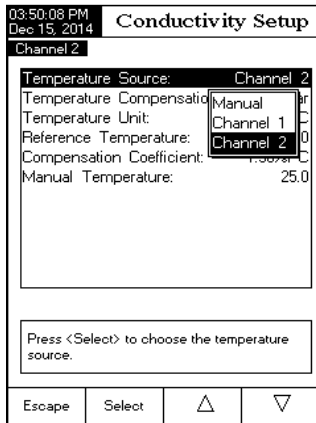 03:50:08 PM
Dec 15, 2014
Conductivity Setup
Channel 2
Temperature Source: Channel 2
Temperature Compensatio
Manual
Temperature Unit: C
Channel 1
Reference Temperature: 0
Channel 2
Compensation Coefficient:
Manual Temperature: 25.0
Press <Select> to choose the temperature
source.
Escape Select △ ▽